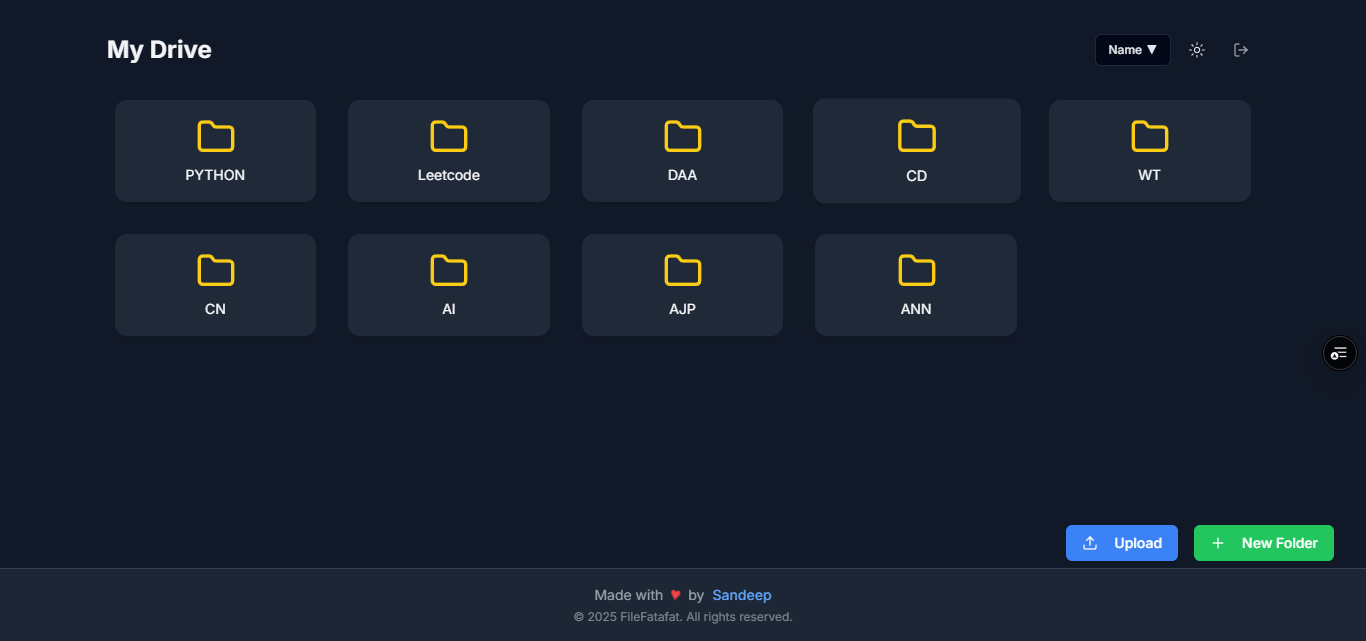 My Drive
Name ▼
PYTHON
Leetcode
DAA
CD
WT
CN
AI
AJP
ANN
Upload
+ New Folder
Made with ♥ by Sandeep
© 2025 FileFatafat. All rights reserved.